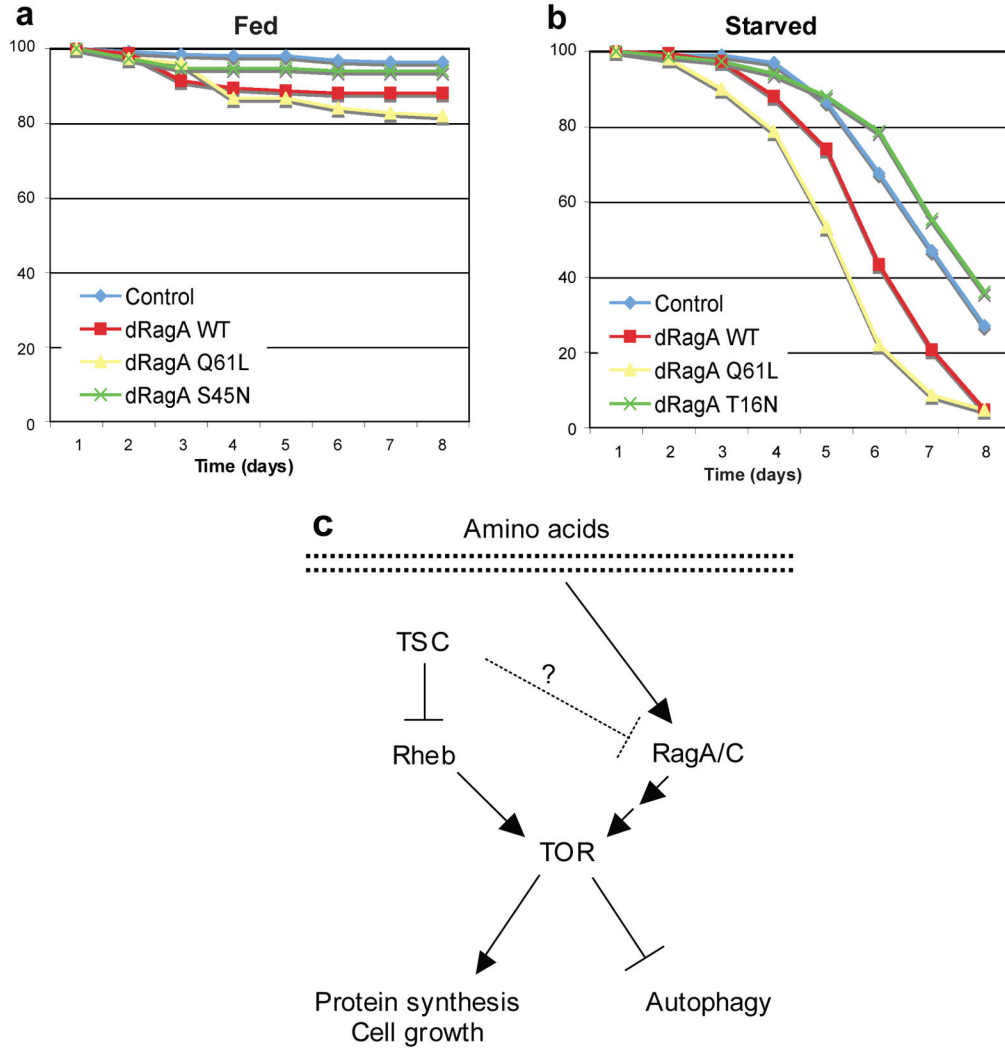 a
Fed
100
80
60
40
20
0
Control
dRagA WT
dRagA Q61L
dRagA S45N
1 2 3 4 5 6 7 8
Time (days)
b
Starved
100
80
60
40
20
0
Control
dRagA WT
dRagA Q61L
dRagA T16N
1 2 3 4 5 6 7 8
Time (days)
c
Amino acids
TSC
?
Rheb
RagA/C
TOR
Protein synthesis
Cell growth
Autophagy